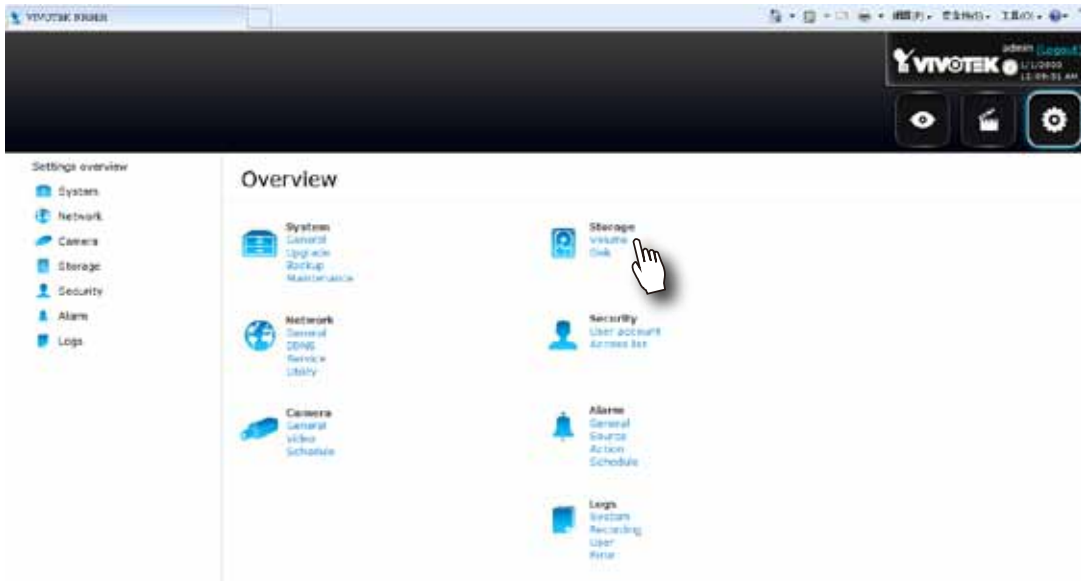 admin (Logout)
VIVOTEK
Settings overview
System
Network
Camera
Storage
Security
Alarm
Logs
Overview
System
General
Upgrade
Backup
Maintenance
Network
General
DDNS
Service
Utility
Camera
General
Video
Schedule
Storage
Volume
Disk
Security
User account
Access list
Alarm
General
Source
Action
Schedule
Logs
System
Recording
User
Error